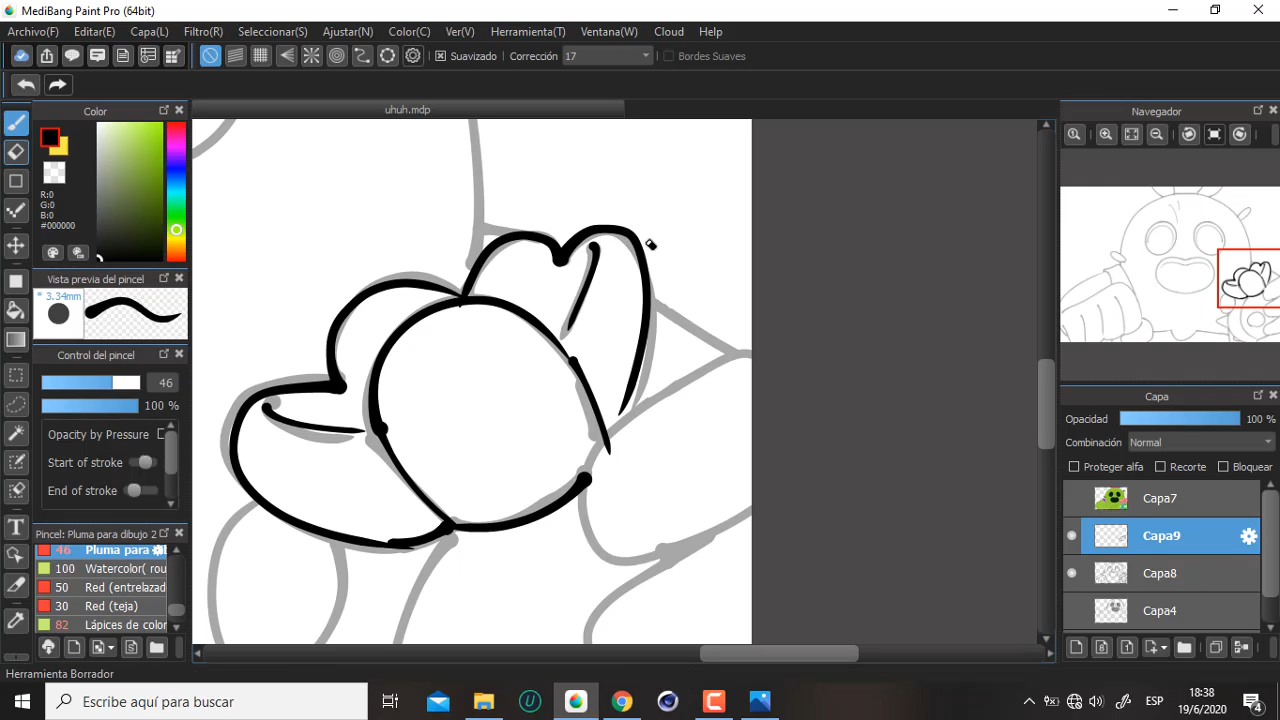 MediBang Paint Pro (64bit)
Archivo(F) Editar(E) Capa(L) Filtro(R) Seleccionar(S) Ajustar(N) Color(C) Ver(V) Herramienta(T) Ventana(W) Cloud Help
Suavizado Corrección 17 Bordes Suaves
Color
uhuh.mdp
Navegador
R:0
G:0
B:0
#000000
Vista previa del pincel
* 3.34mm
Control del pincel
46
100 %
Opacity by Pressure
Start of stroke
End of stroke
Pincel: Pluma para dibujo 2
46 Pluma para
100 Watercolor( rou
50 Red (entrelazad
30 Red (teja)
82 Lápices de color
Capa
Opacidad 100 %
Combinación Normal
Proteger alfa Recorte Bloquear
Capa7
Capa9
Capa8
Capa4
8
1
Herramienta Borrador
Escribe aquí para buscar
ESP
18:38
19/6/2020
4